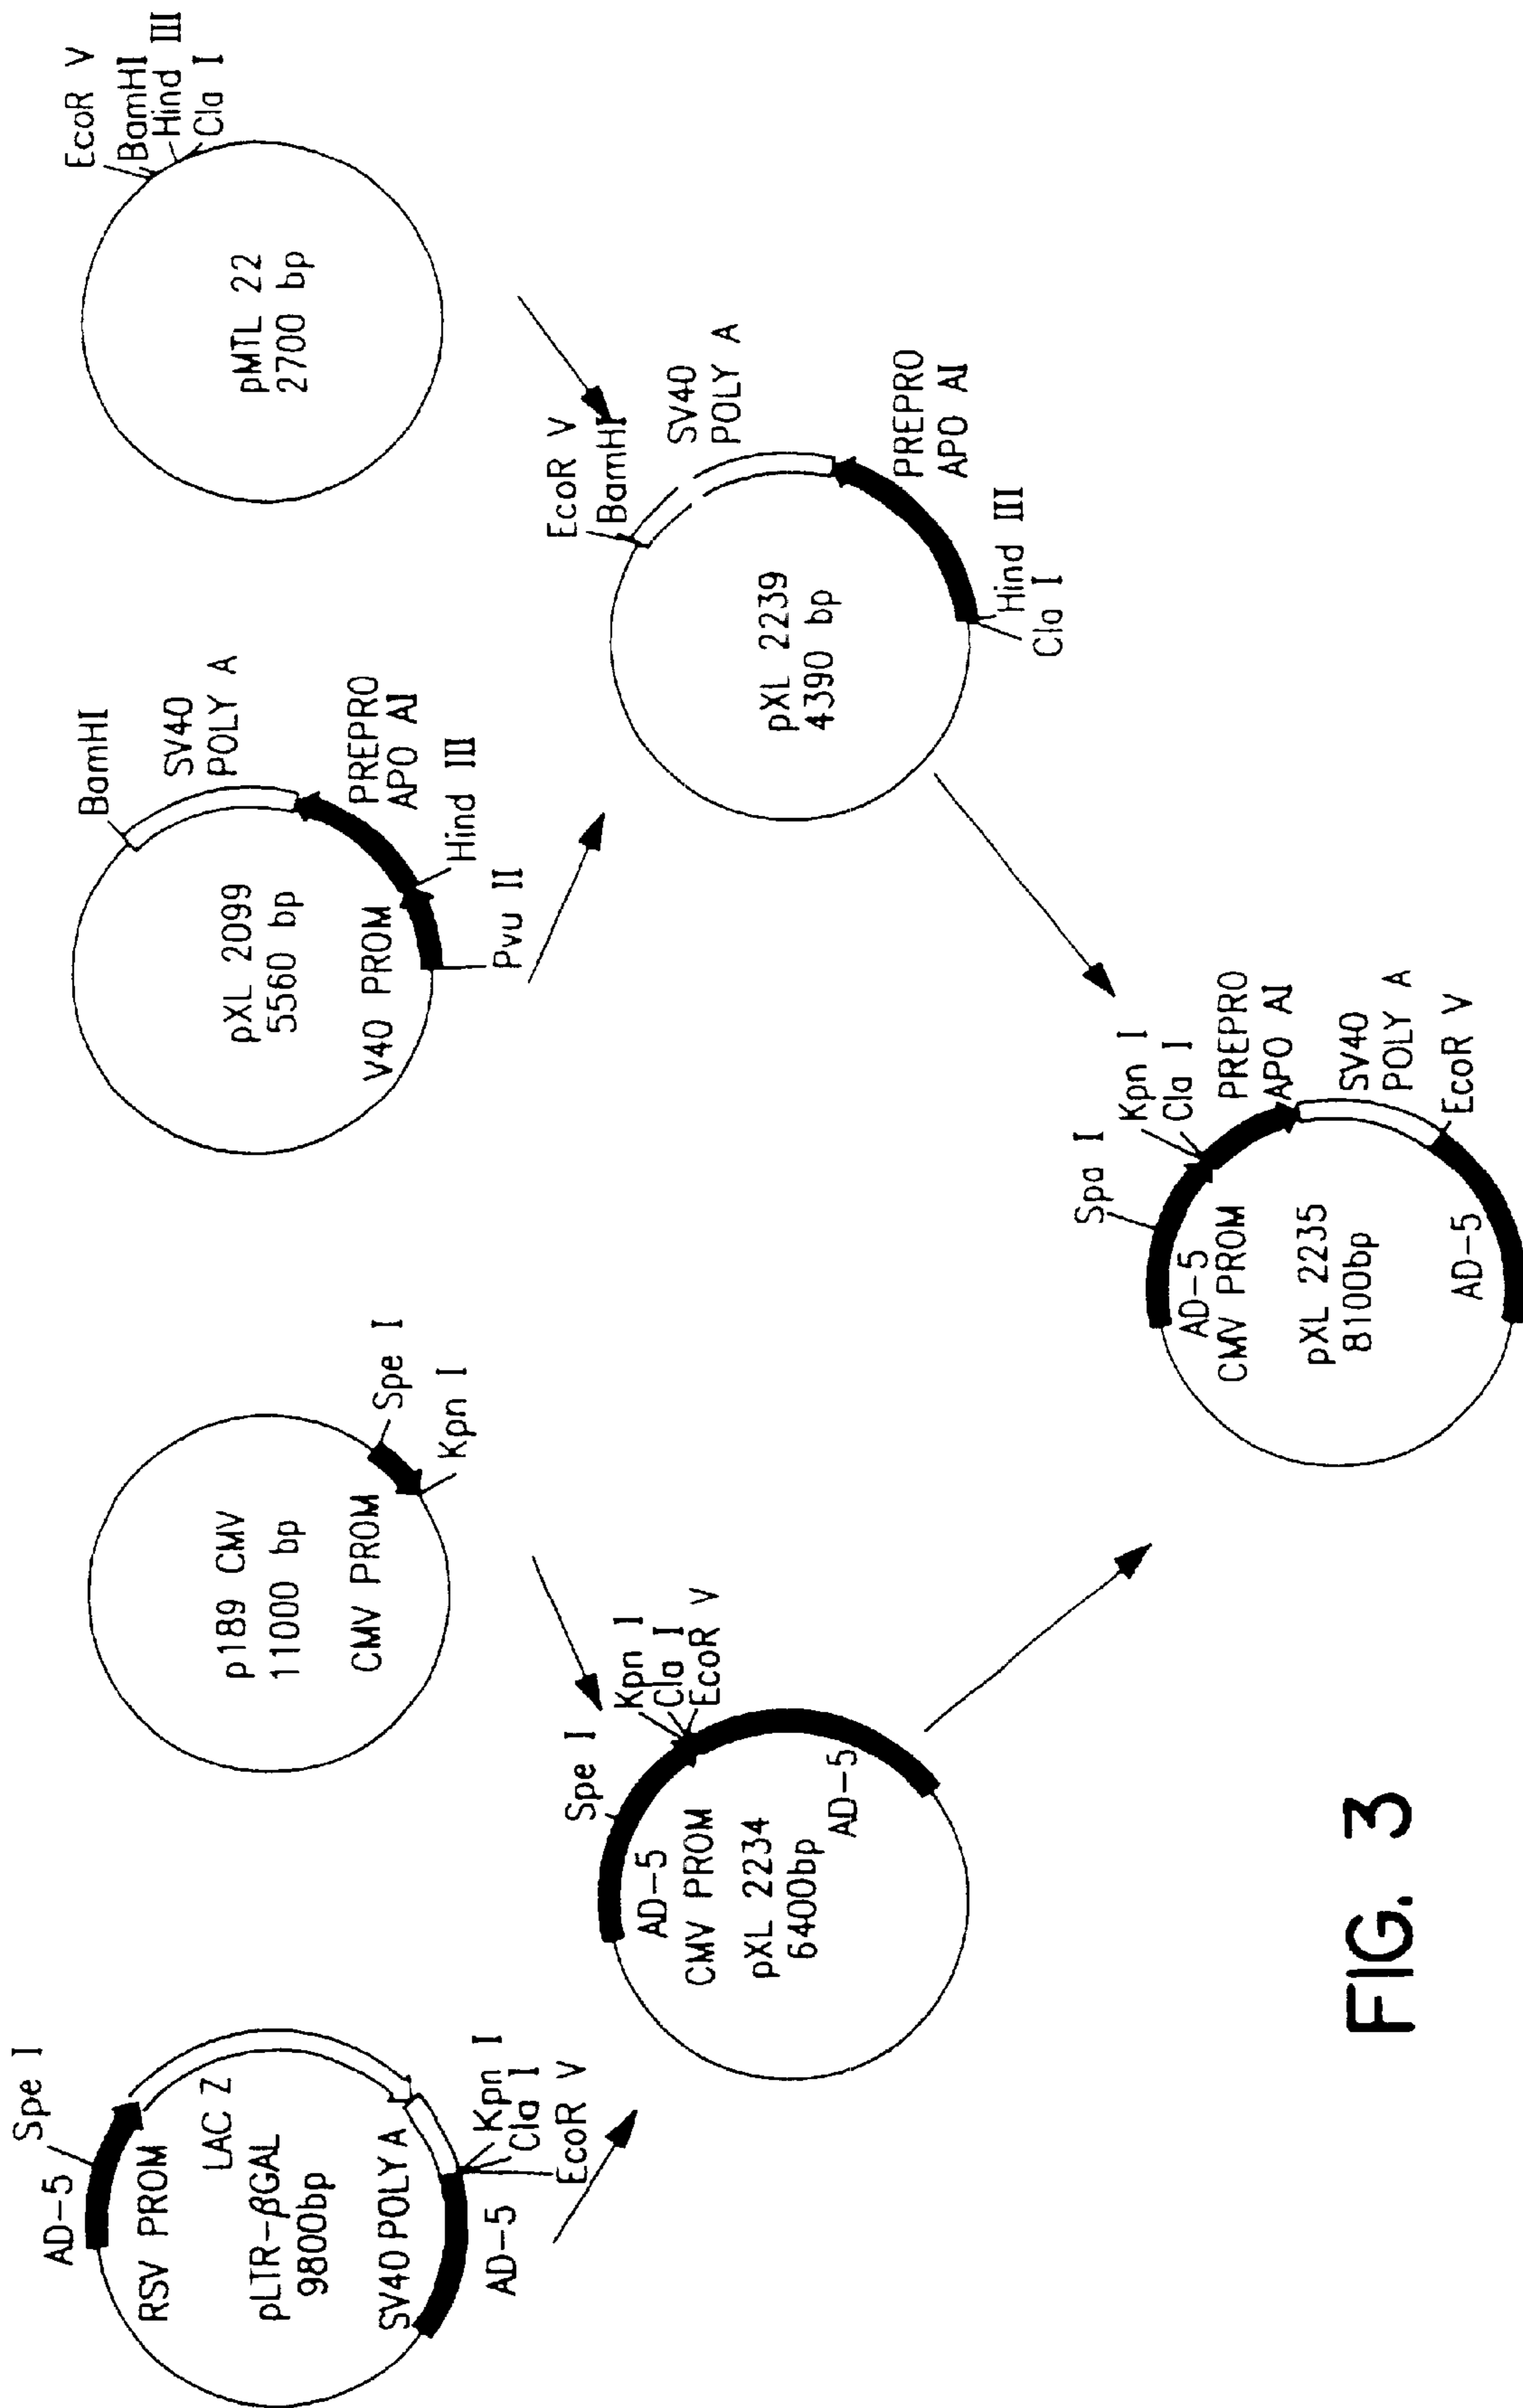 AD-5
Spe I
RSV PROM
LAC Z
pLTR-βGAL
9800bp
SV40 POLY A
Kpn I
Cla I
EcoR V
AD-5
p189 CMV
11000 bp
CMV PROM
Spe I
Kpn I
BamHI
pXL 2099
5560 bp
V40 PROM
SV40
POLY A
PREPRO
APO AI
Hind III
Pvu II
EcoR V
BamHI
Hind III
Cla I
pMTL 22
2700 bp
Spe I
Kpn I
Cla I
EcoR V
AD-5
CMV PROM
pXL 2234
6400bp
AD-5
EcoR V
BamHI
SV40
POLY A
pXL 2239
4390 bp
PREPRO
APO AI
Hind III
Cla I
Spa I
Kpn I
Cla I
AD-5
CMV PROM
PREPRO
APO AI
pXL 2235
8100bp
SV40
POLY A
EcoR V
AD-5
FIG. 3